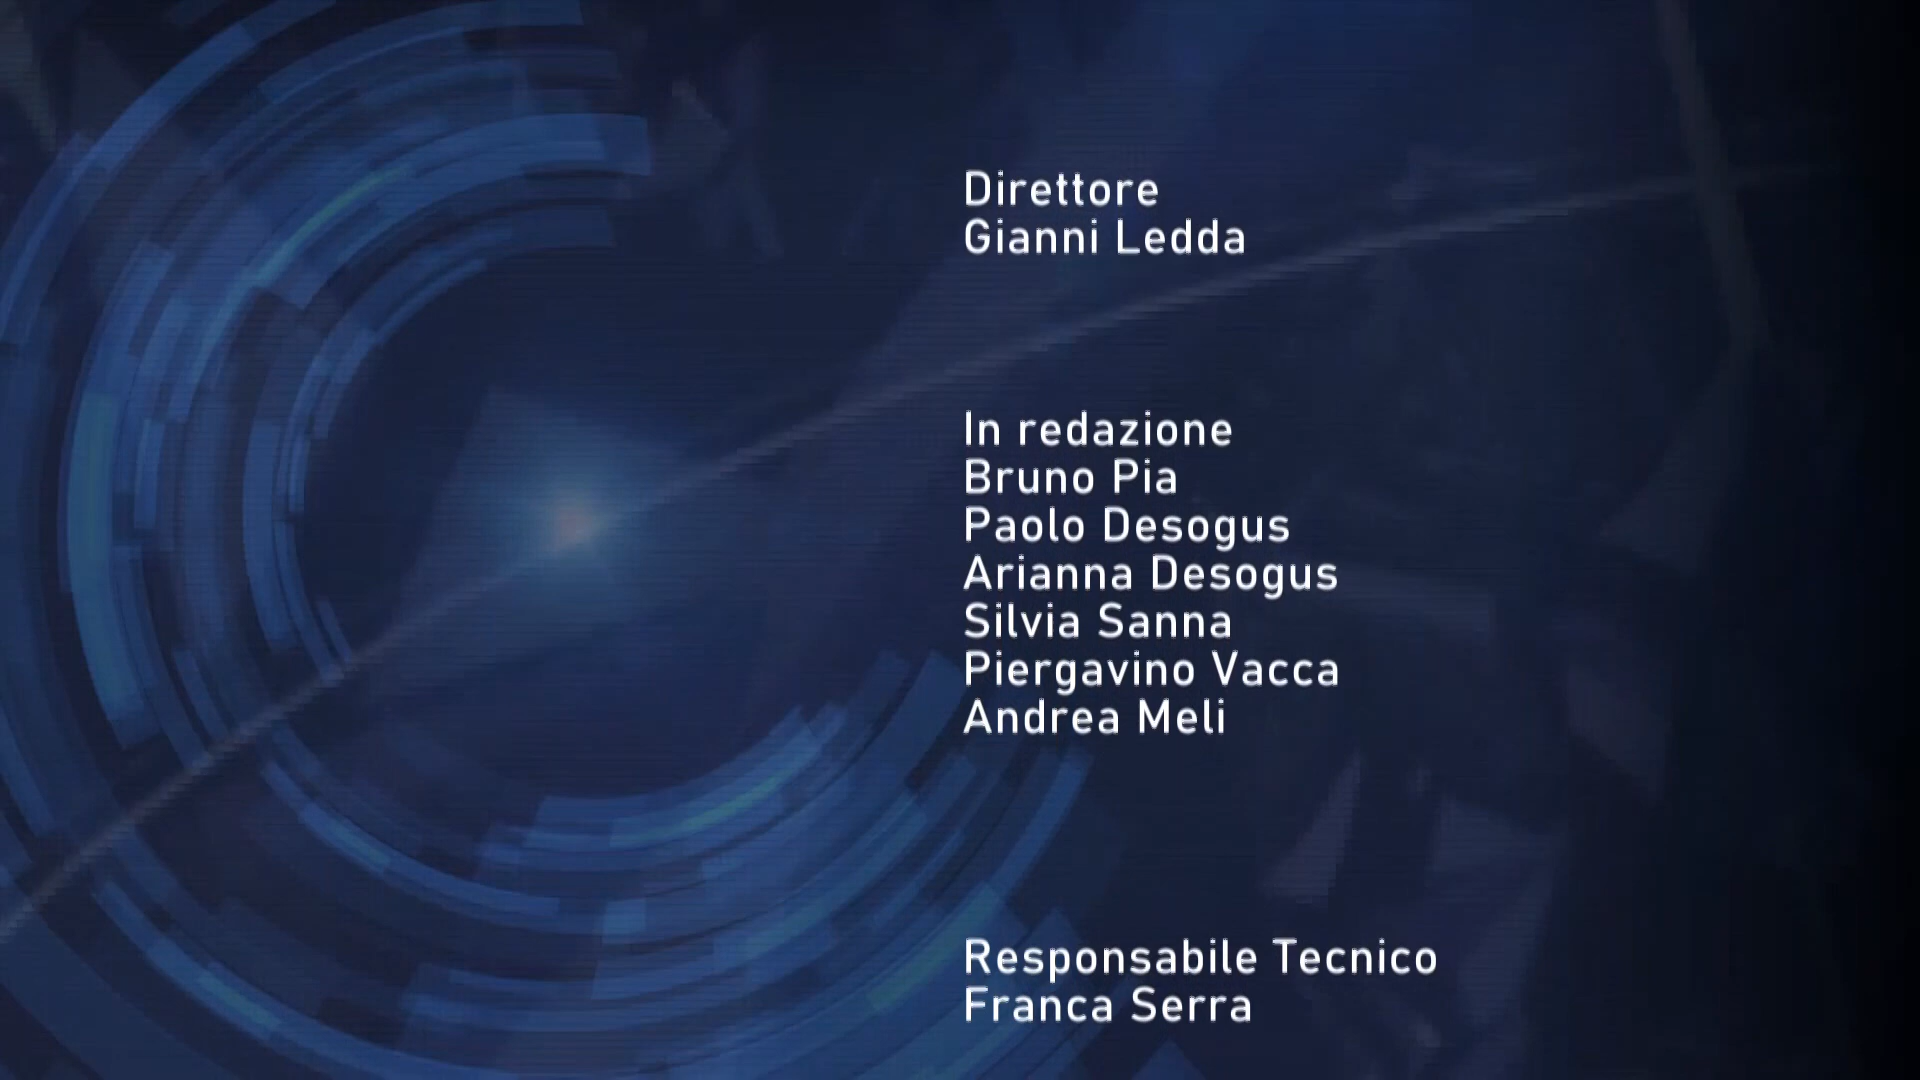 Direttore
Gianni Ledda
In redazione
Bruno Pia
Paolo Desogus
Arianna Desogus
Silvia Sanna
Piergavino Vacca
Andrea Meli
Responsabile Tecnico
Franca Serra